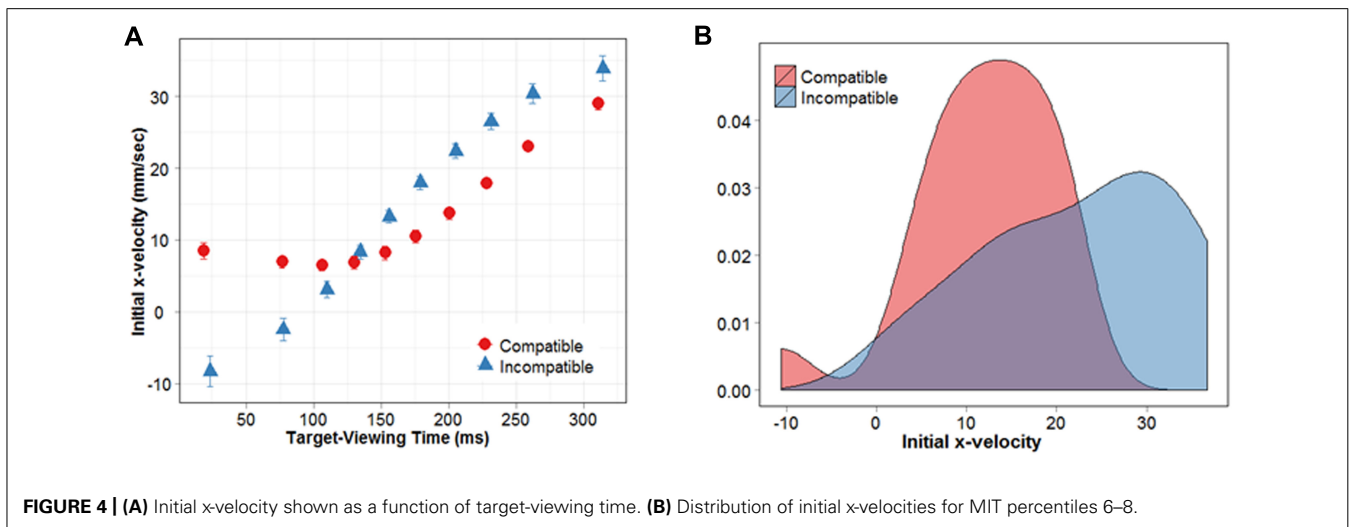 A
Initial x-velocity (mm/sec)
30
20
10
0
-10
Compatible
Incompatible
50 100 150 200 250 300
Target-Viewing Time (ms)
B
Compatible
Incompatible
0.04
0.03
0.02
0.01
0.00
-10 0 10 20 30
Initial x-velocity
FIGURE 4 | (A) Initial x-velocity shown as a function of target-viewing time. (B) Distribution of initial x-velocities for MIT percentiles 6–8.